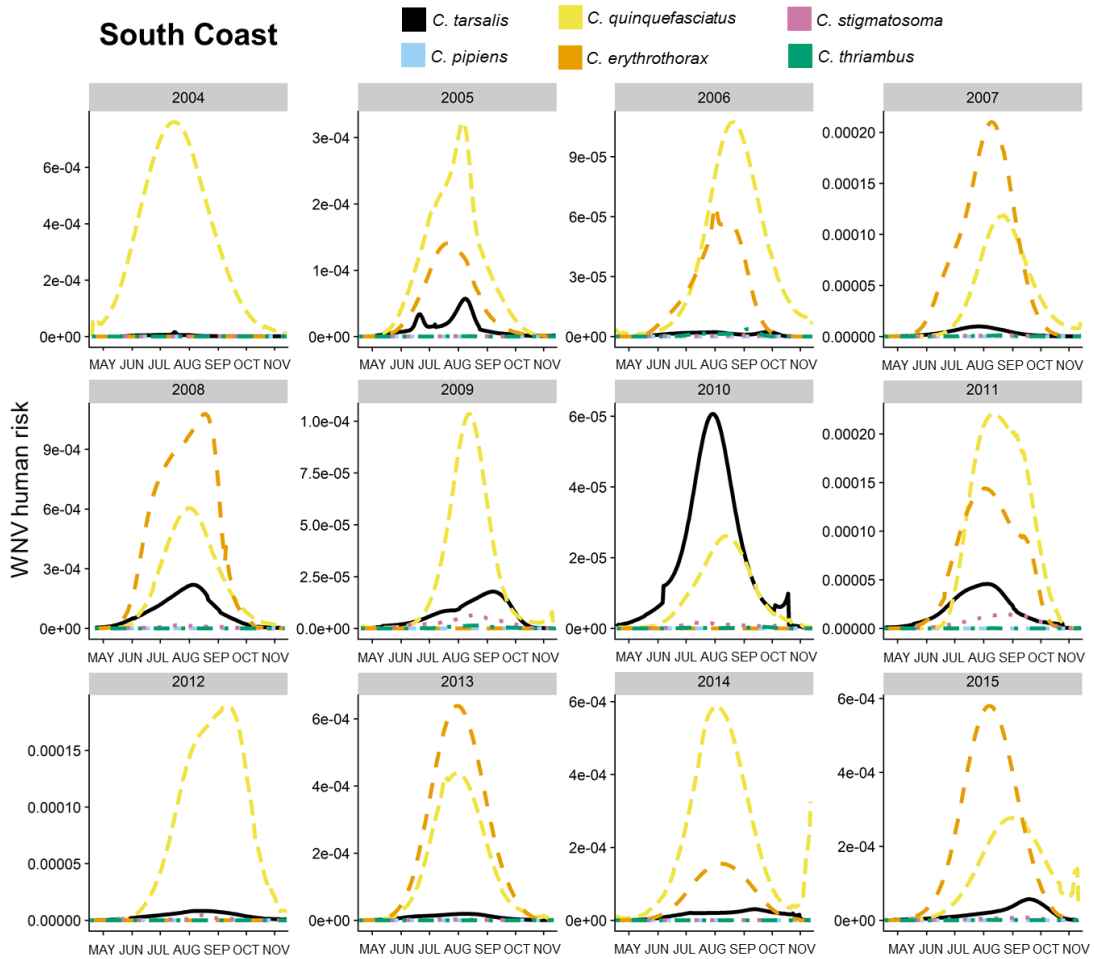 South Coast
C. tarsalis C. quinquefasciatus C. stigmatosoma
C. pipiens C. erythrothorax C. thriambus
WNV human risk
2004
6e-04
4e-04
2e-04
0e+00
MAY JUN JUL AUG SEP OCT NOV
2005
3e-04
2e-04
1e-04
0e+00
MAY JUN JUL AUG SEP OCT NOV
2006
9e-05
6e-05
3e-05
0e+00
MAY JUN JUL AUG SEP OCT NOV
2007
0.00020
0.00015
0.00010
0.00005
0.00000
MAY JUN JUL AUG SEP OCT NOV
2008
9e-04
6e-04
3e-04
0e+00
MAY JUN JUL AUG SEP OCT NOV
2009
1.0e-04
7.5e-05
5.0e-05
2.5e-05
0.0e+00
MAY JUN JUL AUG SEP OCT NOV
2010
6e-05
4e-05
2e-05
0e+00
MAY JUN JUL AUG SEP OCT NOV
2011
0.00020
0.00015
0.00010
0.00005
0.00000
MAY JUN JUL AUG SEP OCT NOV
2012
0.00015
0.00010
0.00005
0.00000
MAY JUN JUL AUG SEP OCT NOV
2013
6e-04
4e-04
2e-04
0e+00
MAY JUN JUL AUG SEP OCT NOV
2014
6e-04
4e-04
2e-04
0e+00
MAY JUN JUL AUG SEP OCT NOV
2015
6e-04
4e-04
2e-04
0e+00
MAY JUN JUL AUG SEP OCT NOV